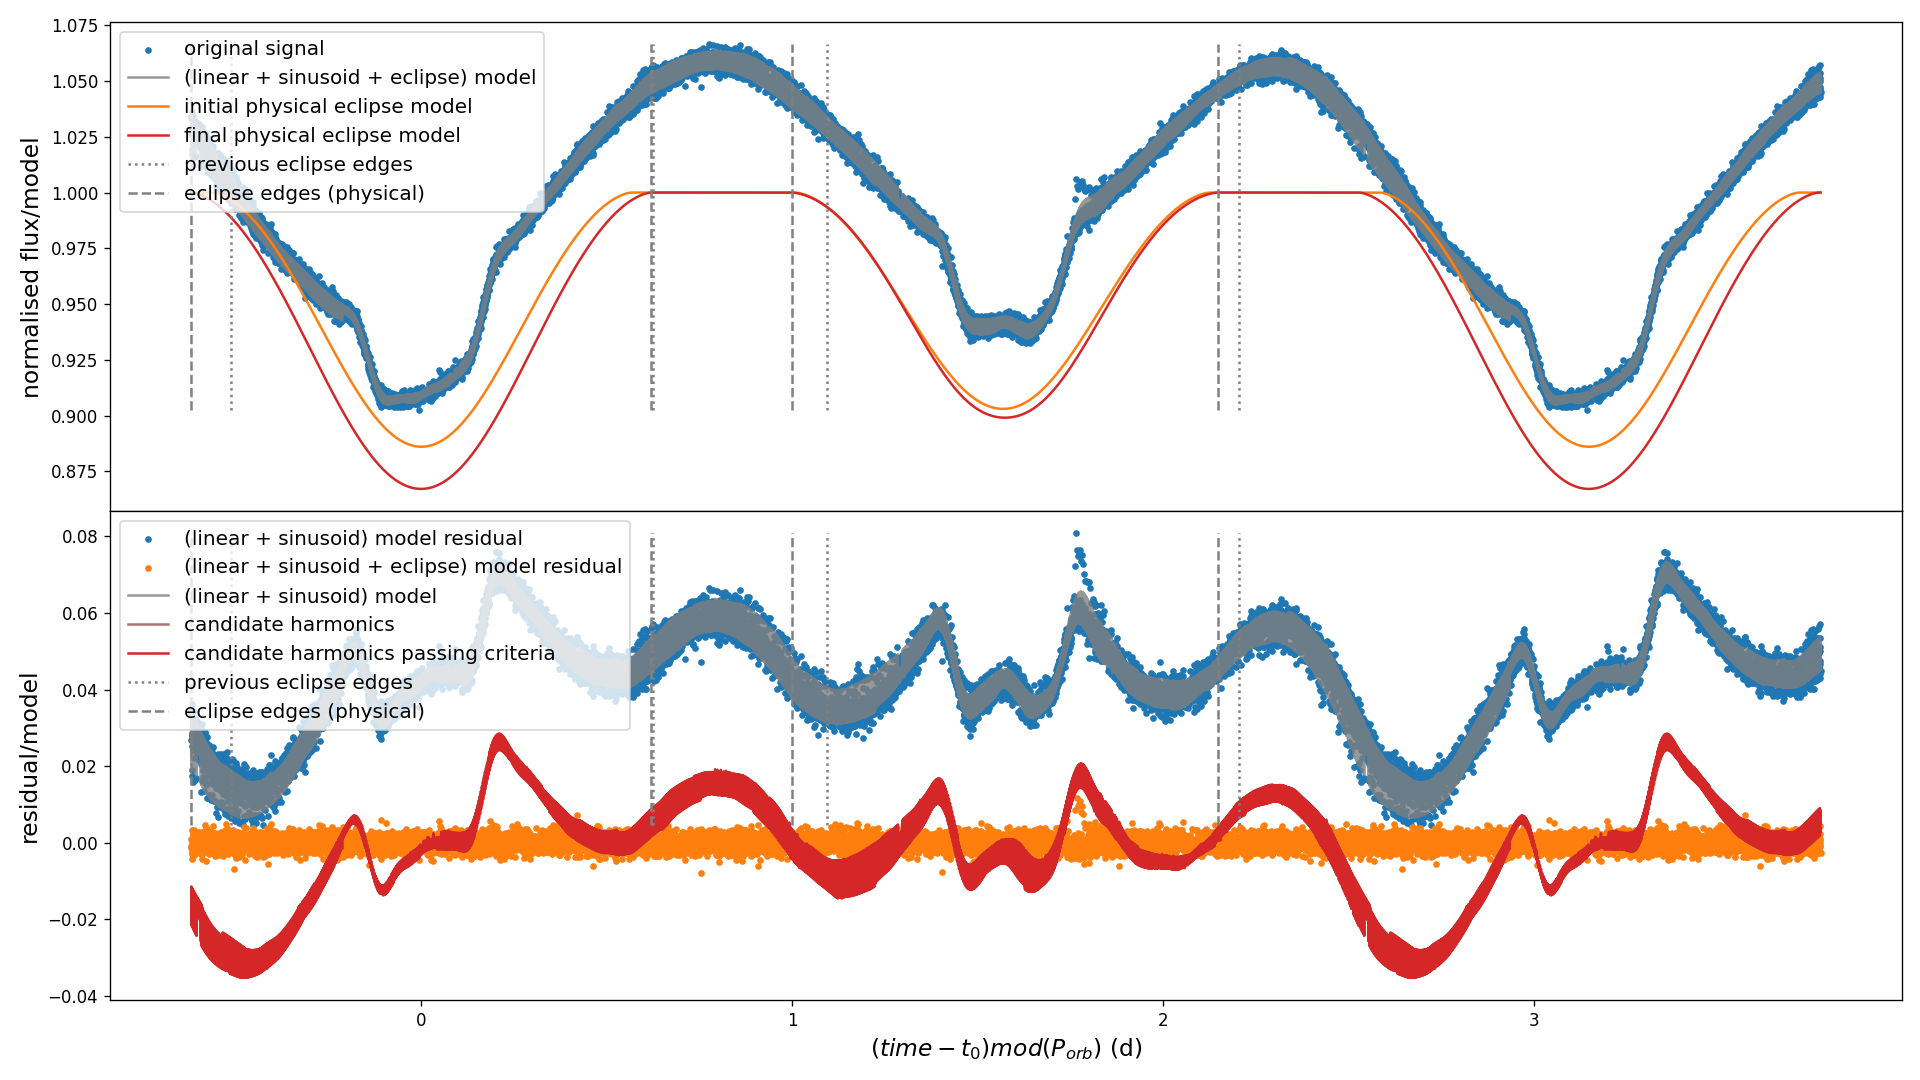 normalised flux/model
1.075
1.050
1.025
1.000
0.975
0.950
0.925
0.900
0.875
original signal
(linear + sinusoid + eclipse) model
initial physical eclipse model
final physical eclipse model
previous eclipse edges
eclipse edges (physical)
residual/model
0.08
0.06
0.04
0.02
0.00
−0.02
−0.04
(linear + sinusoid) model residual
(linear + sinusoid + eclipse) model residual
(linear + sinusoid) model
candidate harmonics
candidate harmonics passing criteria
previous eclipse edges
eclipse edges (physical)
0 1 2 3
(time − t₀)mod(P_orb) (d)